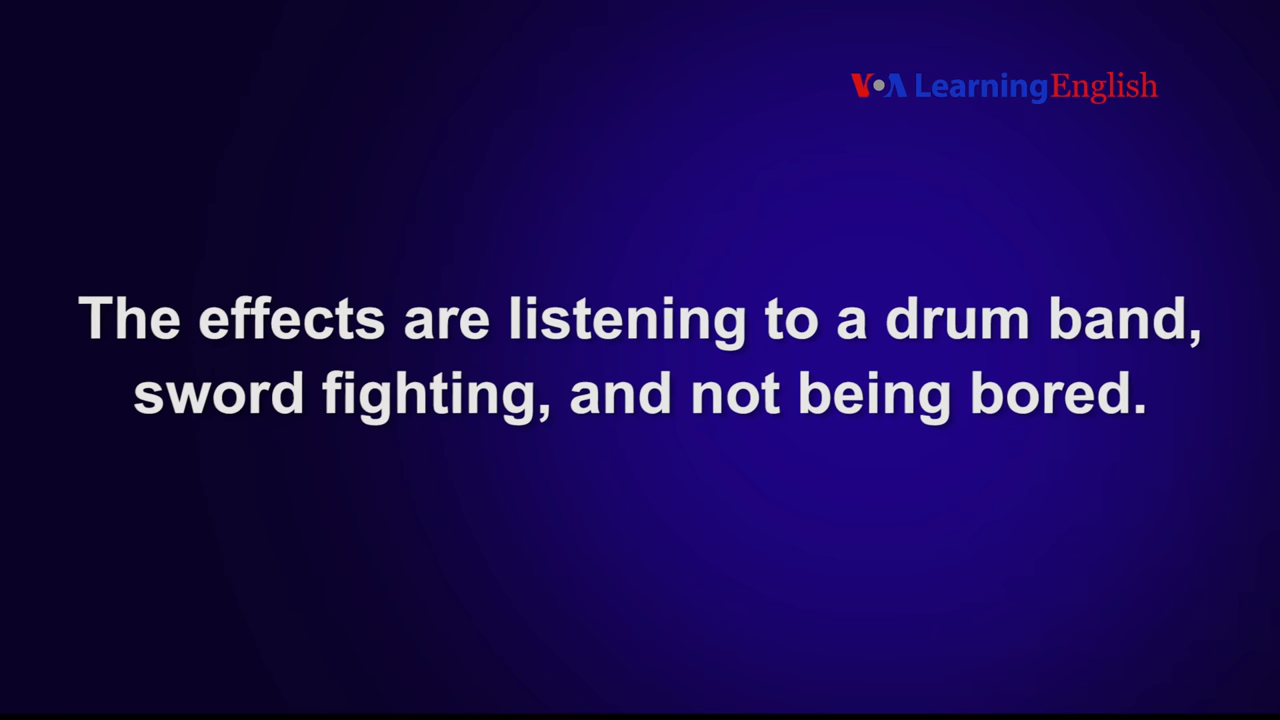 VOA LearningEnglish
The effects are listening to a drum band,
sword fighting, and not being bored.